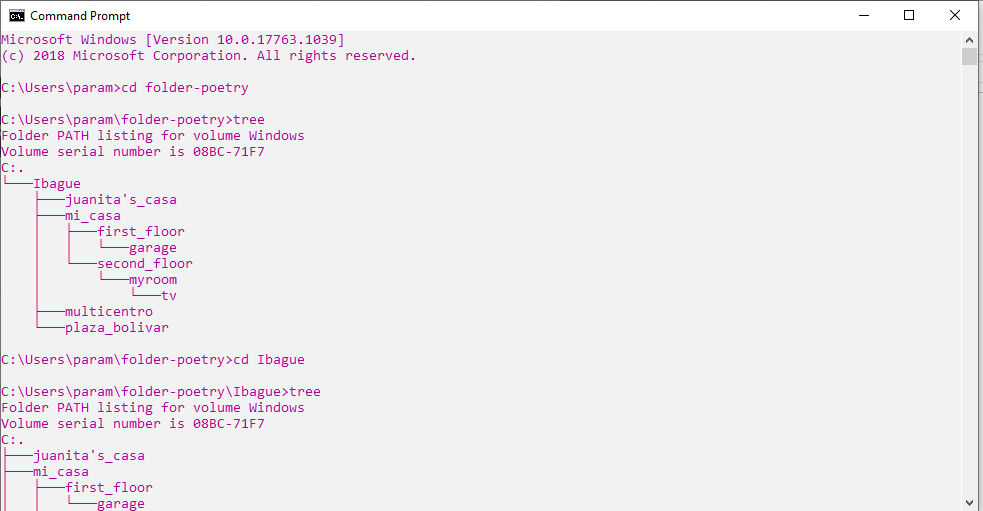 Command Prompt
Microsoft Windows [Version 10.0.17763.1039]
(c) 2018 Microsoft Corporation. All rights reserved.
C:\Users\param>cd folder-poetry
C:\Users\param\folder-poetry>tree
Folder PATH listing for volume Windows
Volume serial number is 08BC-71F7
C:.
└───Ibague
    ├───juanita's_casa
    ├───mi_casa
    │   ├───first_floor
    │   │   └───garage
    │   └───second_floor
    │       └───myroom
    │           └───tv
    ├───multicentro
    └───plaza_bolivar
C:\Users\param\folder-poetry>cd Ibague
C:\Users\param\folder-poetry\Ibague>tree
Folder PATH listing for volume Windows
Volume serial number is 08BC-71F7
C:.
├───juanita's_casa
├───mi_casa
│   ├───first_floor
│   │   └───garage